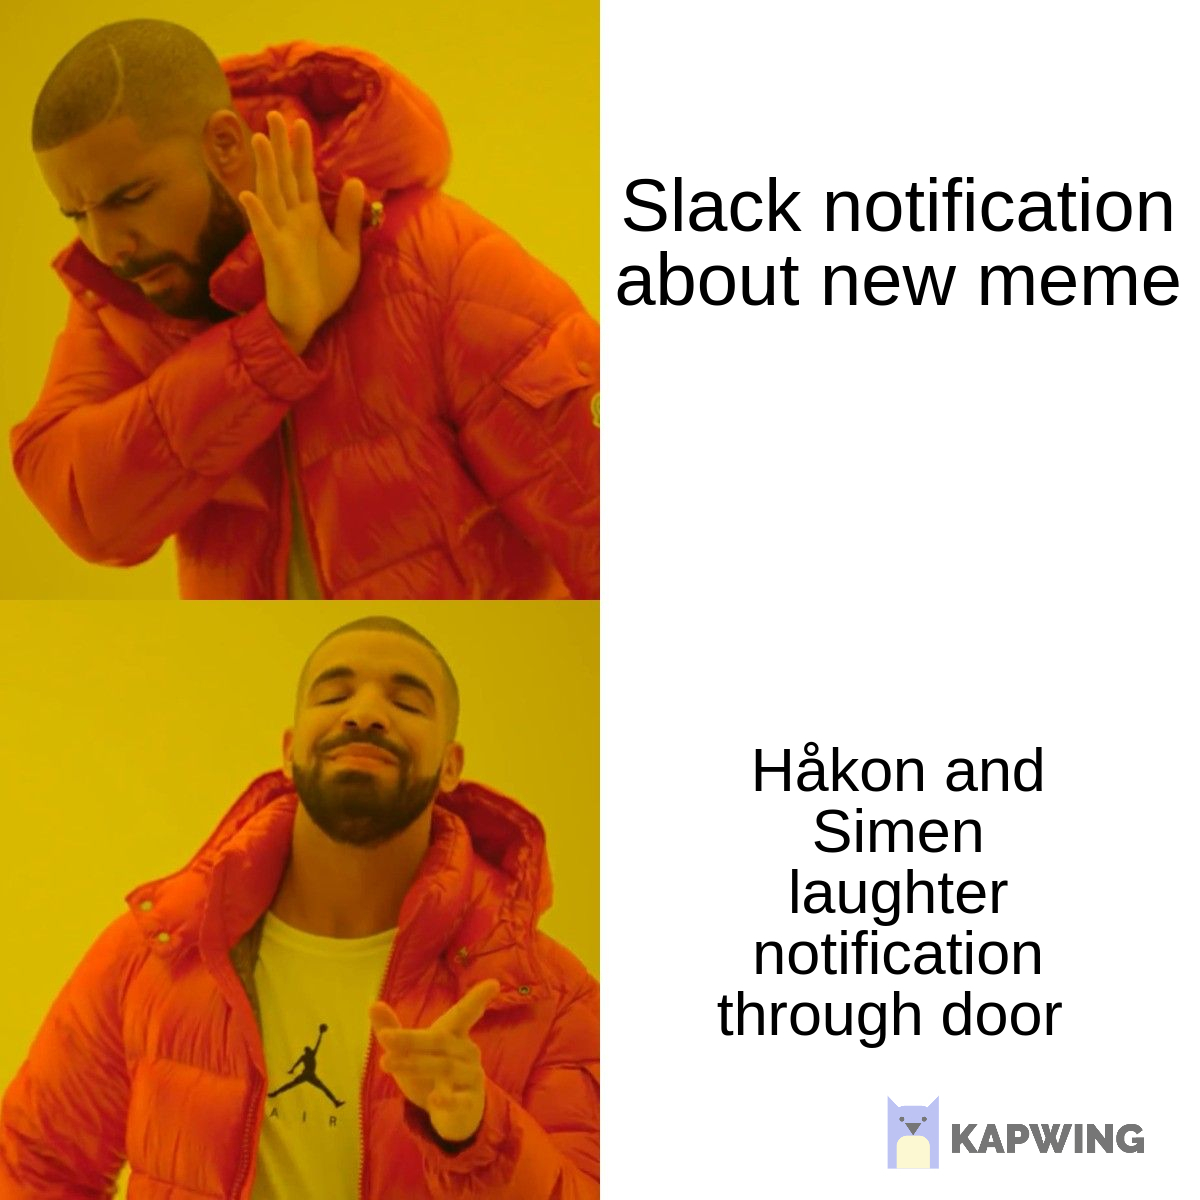 Slack notification
about new meme
Håkon and
Simen
laughter
notification
through door
AIR
KAPWING